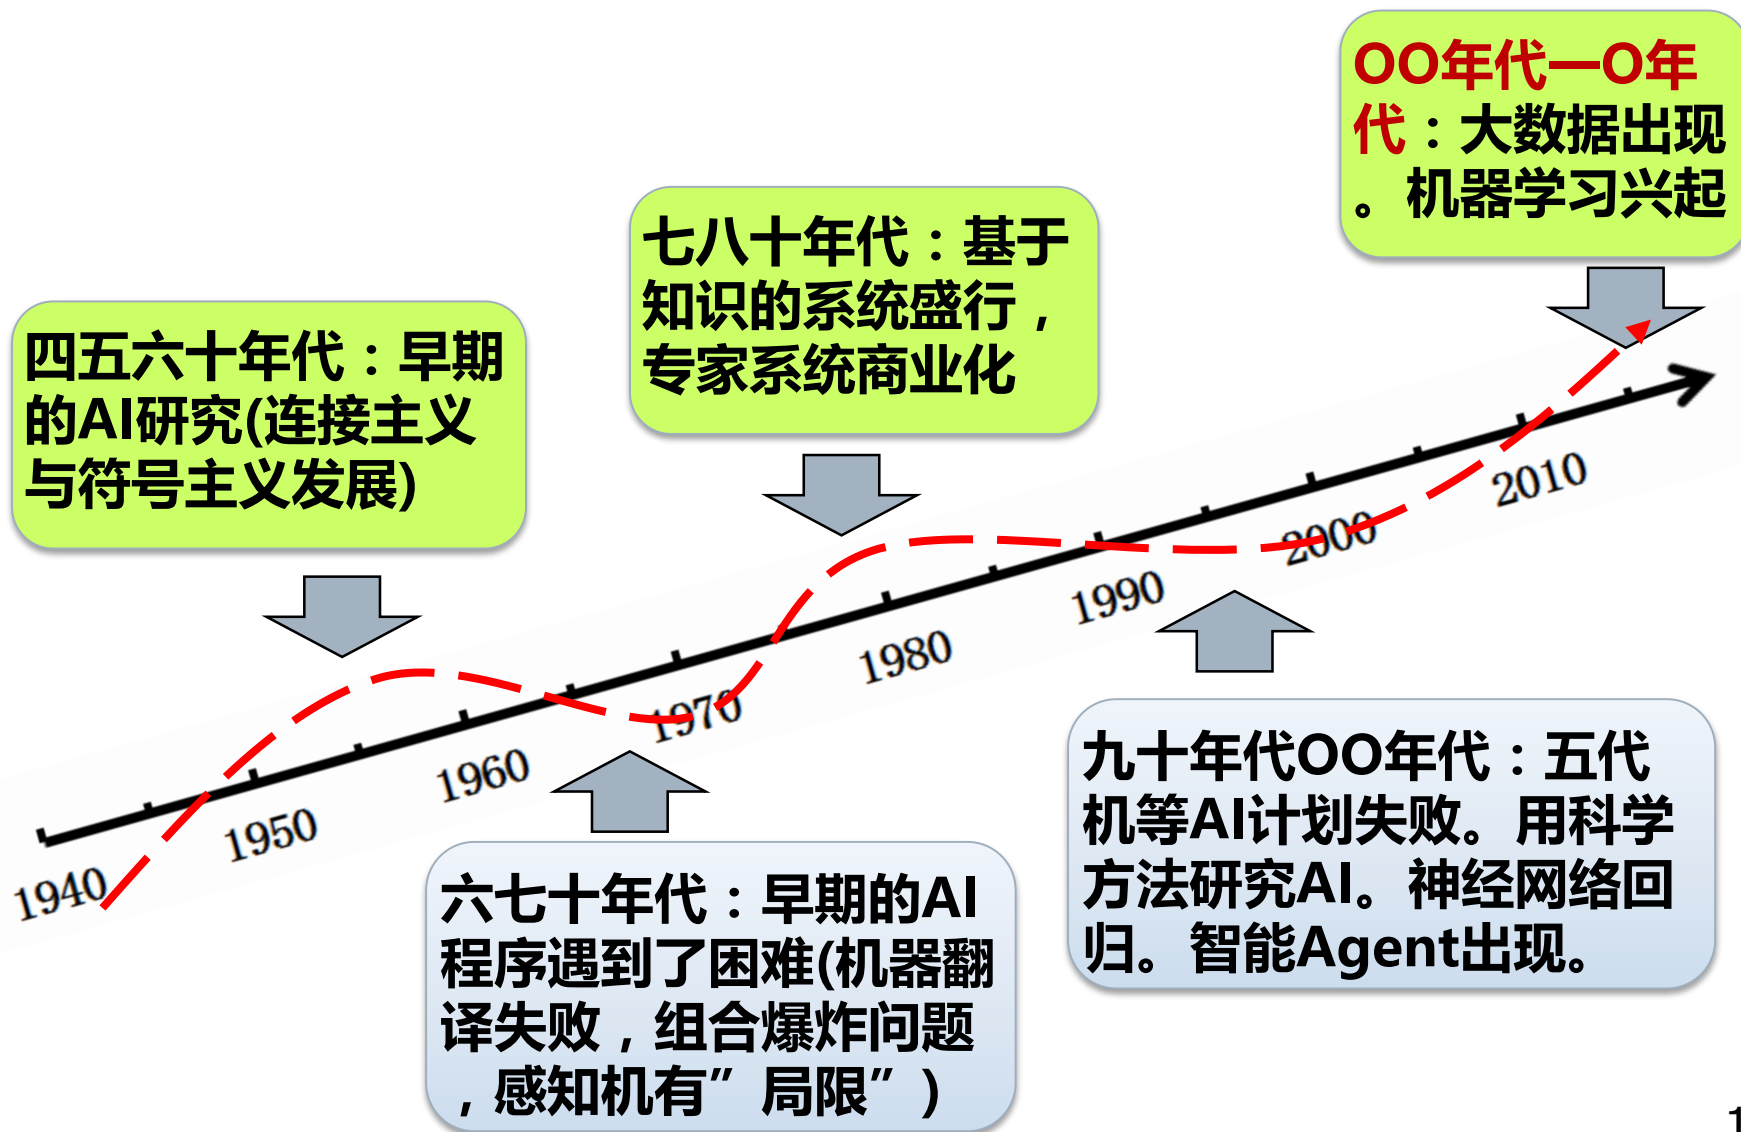 OO年代—O年
代：大数据出现
。机器学习兴起
七八十年代：基于
知识的系统盛行，
专家系统商业化
四五六十年代：早期
的AI研究(连接主义
与符号主义发展)
2010
2000
1990
1980
1970
1960
1950
1940
九十年代OO年代：五代
机等AI计划失败。用科学
方法研究AI。神经网络回
归。智能Agent出现。
六七十年代：早期的AI
程序遇到了困难(机器翻
译失败，组合爆炸问题
，感知机有”局限”)
1